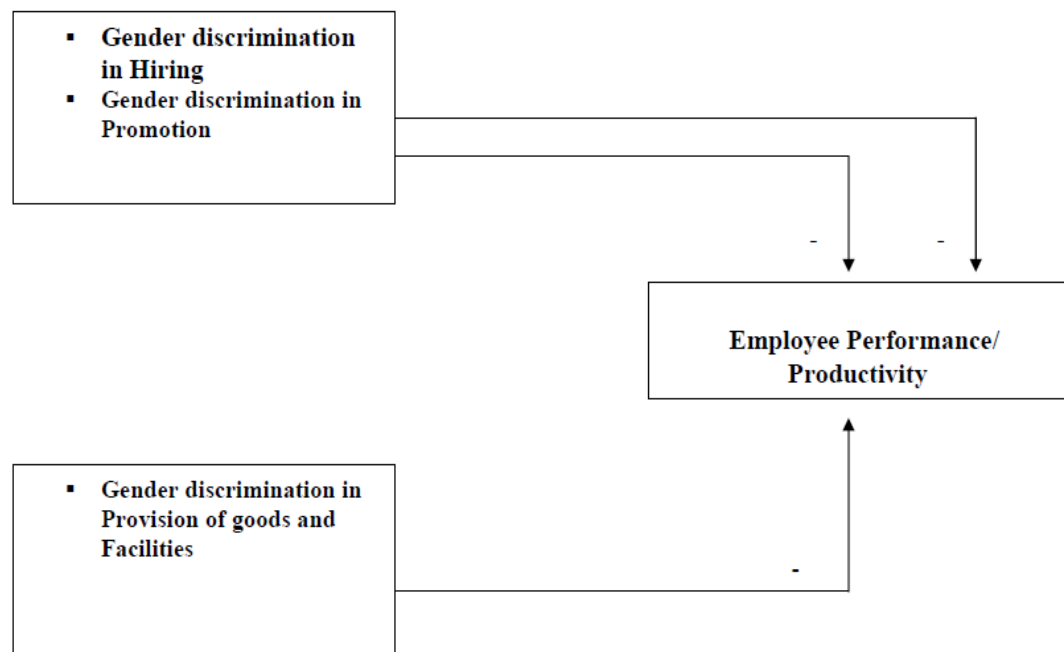 ▪ Gender discrimination
in Hiring
▪ Gender discrimination in
Promotion
- -
Employee Performance/
Productivity
▪ Gender discrimination in
Provision of goods and
Facilities
-